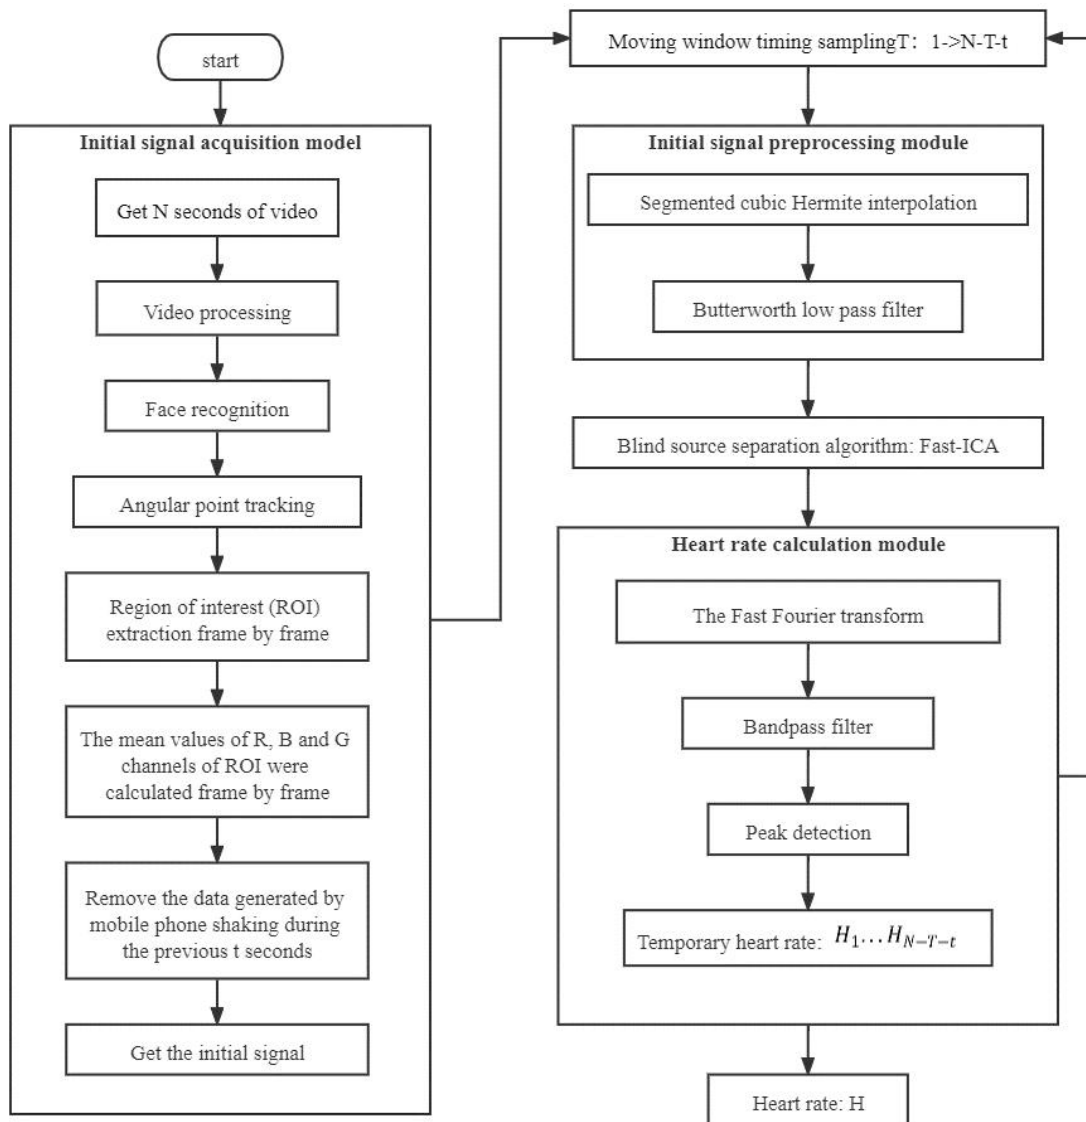 start
Initial signal acquisition model
Get N seconds of video
Video processing
Face recognition
Angular point tracking
Region of interest (ROI)
extraction frame by frame
The mean values of R, B and G
channels of ROI were
calculated frame by frame
Remove the data generated by
mobile phone shaking during
the previous t seconds
Get the initial signal
Moving window timing samplingT: 1->N-T-t
Initial signal preprocessing module
Segmented cubic Hermite interpolation
Butterworth low pass filter
Blind source separation algorithm: Fast-ICA
Heart rate calculation module
The Fast Fourier transform
Bandpass filter
Peak detection
Temporary heart rate: H₁…H_{N−T−t}
Heart rate: H